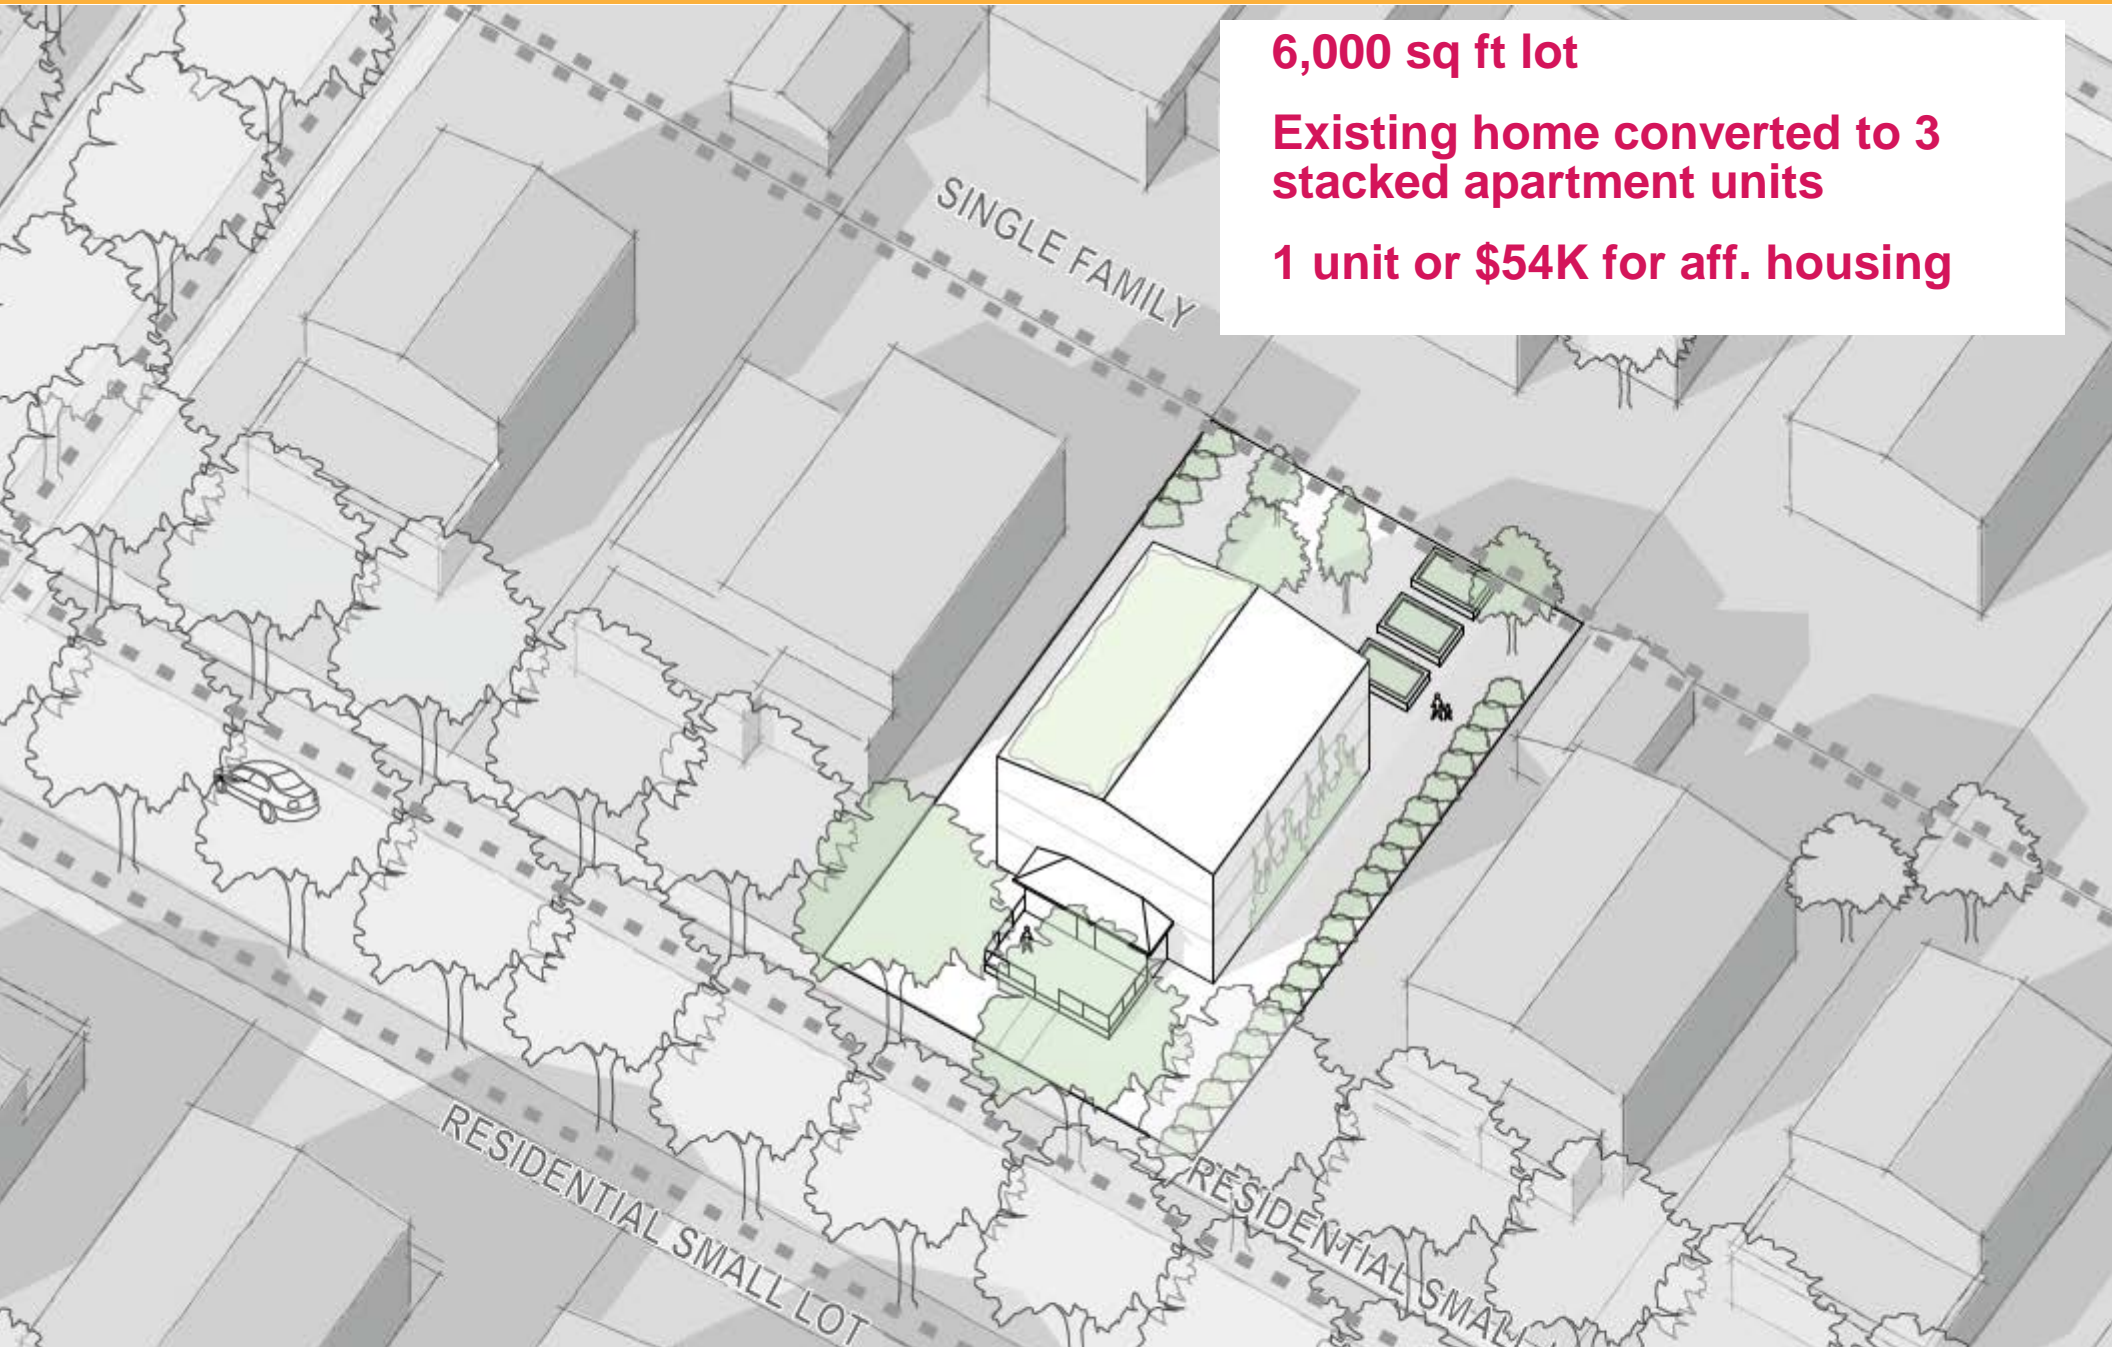 6,000 sq ft lot
Existing home converted to 3
stacked apartment units
1 unit or $54K for aff. housing
SINGLE FAMILY
RESIDENTIAL SMALL LOT
RESIDENTIAL SMALL